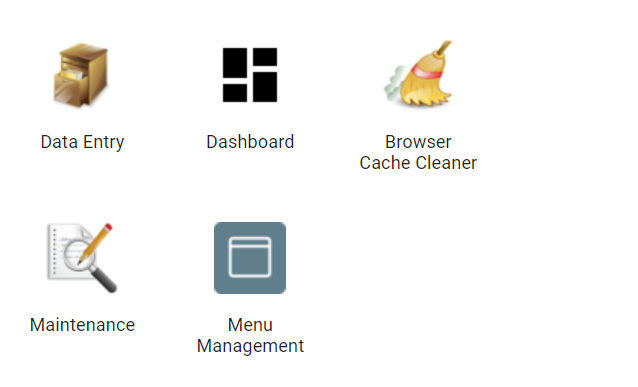 Data Entry
Dashboard
Browser
Cache Cleaner
Maintenance
Menu
Management